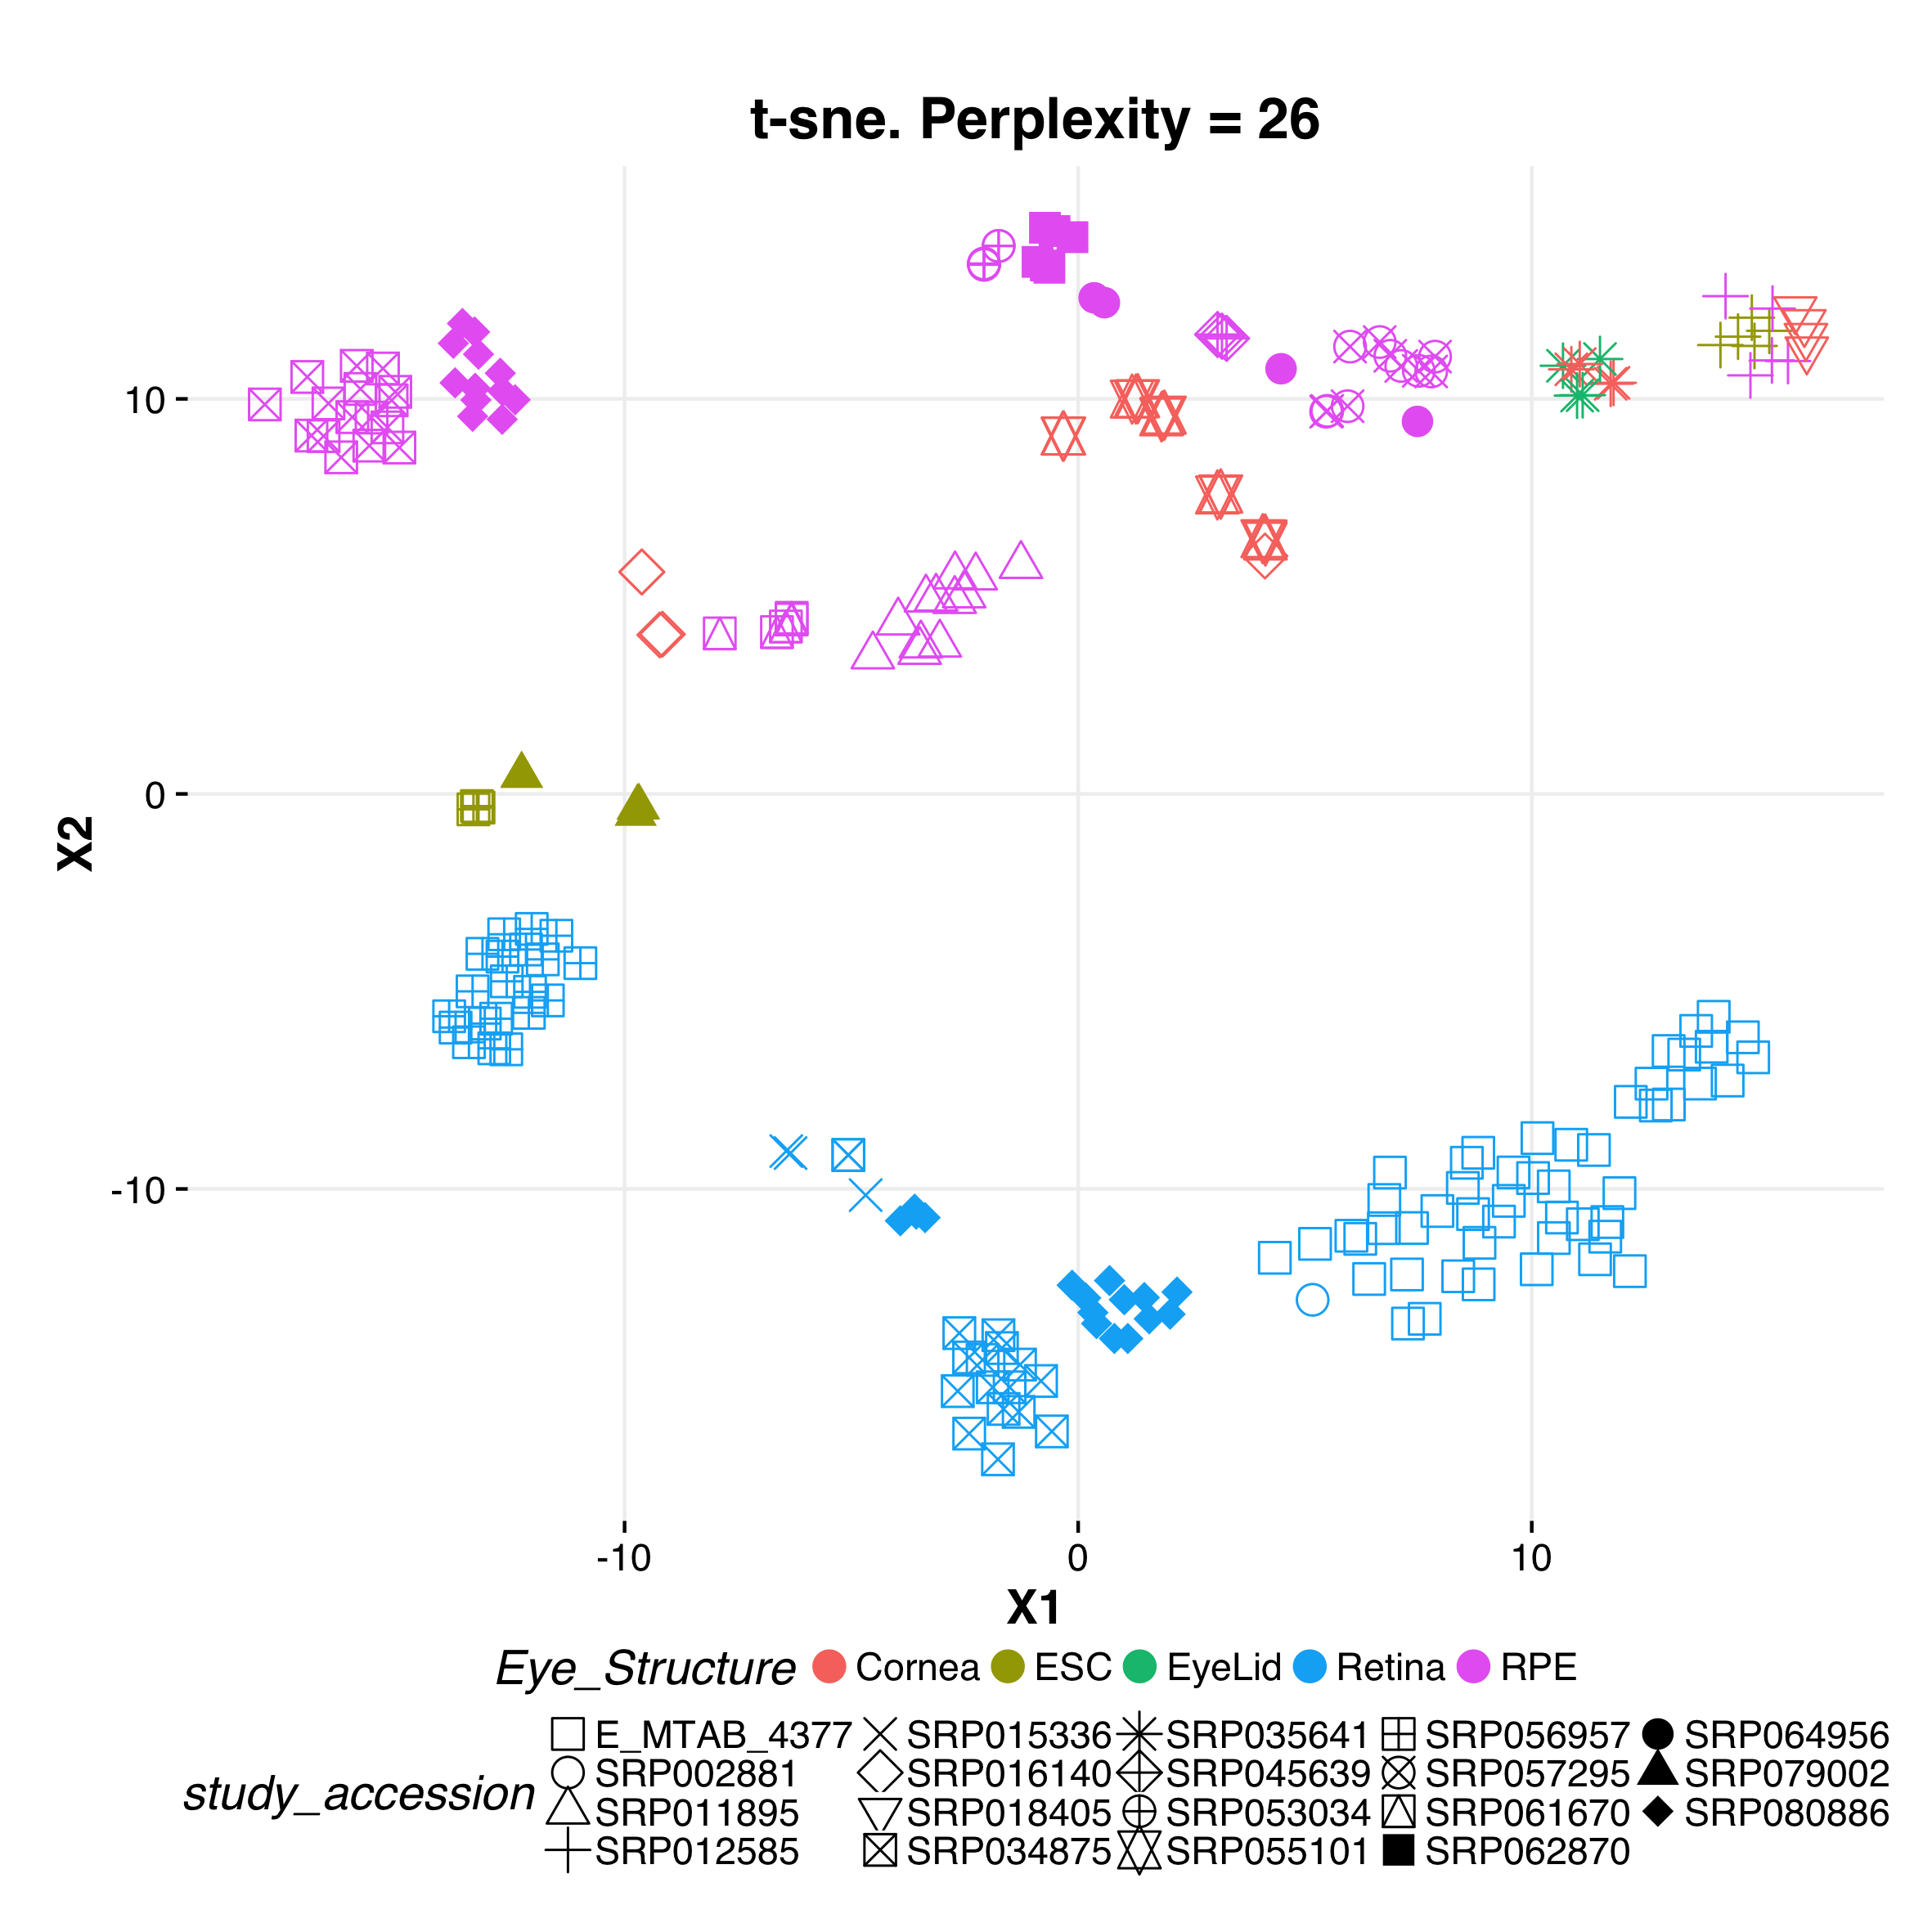 t-sne. Perplexity = 26
10
0
-10
X2
-10 0 10
X1
Eye_Structure Cornea ESC EyeLid Retina RPE
study_accession
E_MTAB_4377 SRP015336 SRP035641 SRP056957 SRP064956
SRP002881 SRP016140 SRP045639 SRP057295 SRP079002
SRP011895 SRP018405 SRP053034 SRP061670 SRP080886
SRP012585 SRP034875 SRP055101 SRP062870